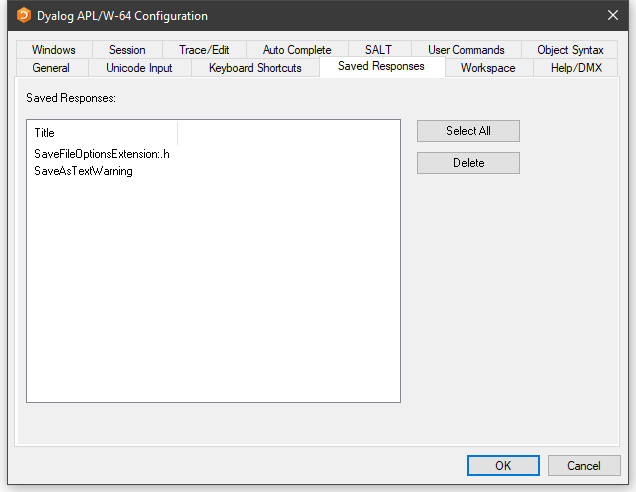 Dyalog APL/W-64 Configuration
Windows Session Trace/Edit Auto Complete SALT User Commands Object Syntax
General Unicode Input Keyboard Shortcuts Saved Responses Workspace Help/DMX
Saved Responses:
Title
SaveFileOptionsExtension:.h
SaveAsTextWarning
Select All
Delete
OK Cancel